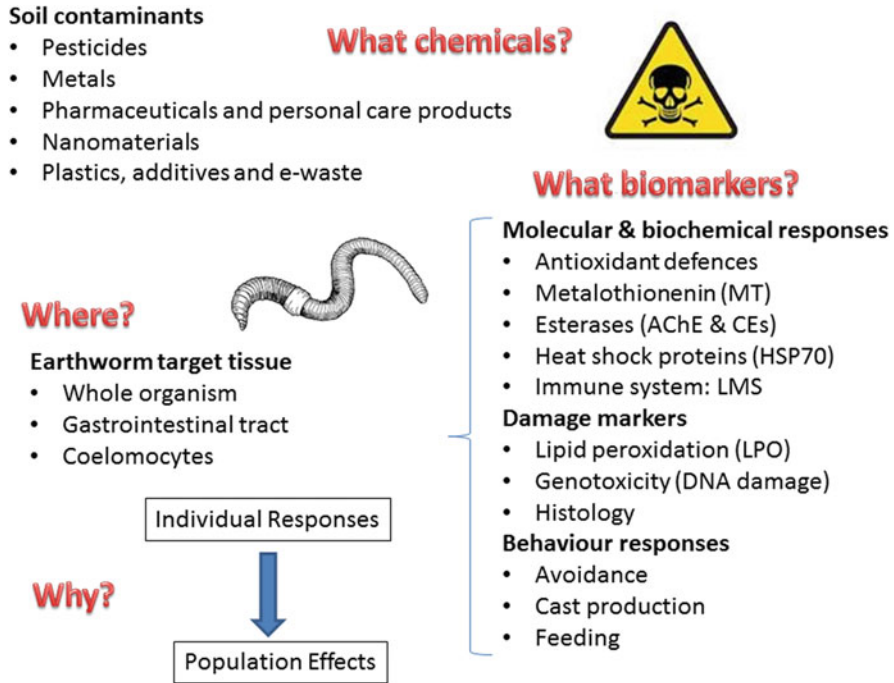 Soil contaminants
• Pesticides
• Metals
• Pharmaceuticals and personal care products
• Nanomaterials
• Plastics, additives and e-waste
What chemicals?
What biomarkers?
Molecular & biochemical responses
• Antioxidant defences
• Metalothionenin (MT)
• Esterases (AChE & CEs)
• Heat shock proteins (HSP70)
• Immune system: LMS
Damage markers
• Lipid peroxidation (LPO)
• Genotoxicity (DNA damage)
• Histology
Behaviour responses
• Avoidance
• Cast production
• Feeding
Where?
Earthworm target tissue
• Whole organism
• Gastrointestinal tract
• Coelomocytes
Individual Responses
Why?
Population Effects